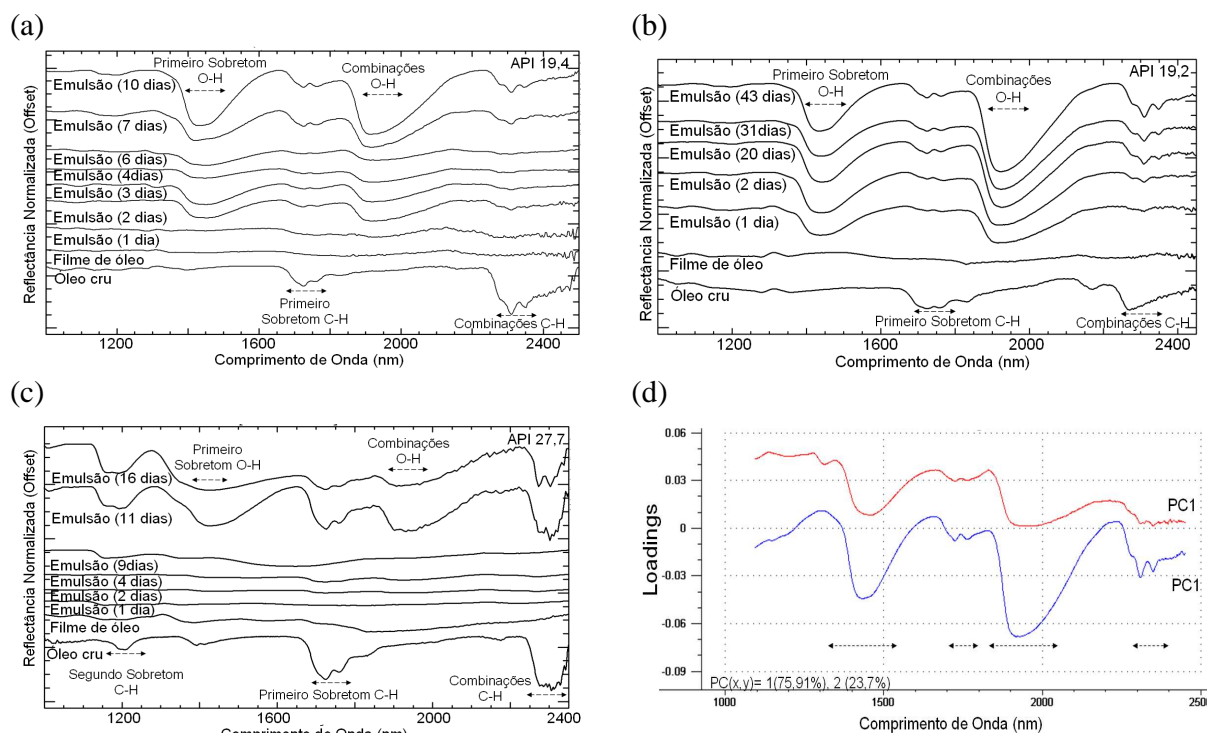 (a)
Reflectância Normalizada (Offset)
API 19,4
Primeiro Sobretom
O-H
Combinações
O-H
Emulsão (10 dias)
Emulsão (7 dias)
Emulsão (6 dias)
Emulsão (4dias)
Emulsão (3 dias)
Emulsão (2 dias)
Emulsão (1 dia)
Filme de óleo
Óleo cru
Primeiro
Sobretom C-H
Combinações C-H
1200
1600
2000
2400
Comprimento de Onda (nm)
(b)
Reflectância Normalizada (Offset)
API 19,2
Primeiro Sobretom
O-H
Combinações
O-H
Emulsão (43 dias)
Emulsão (31dias)
Emulsão (20 dias)
Emulsão (2 dias)
Emulsão (1 dia)
Filme de óleo
Óleo cru
Primeiro Sobretom C-H
Combinações C-H
1200
1600
2000
2400
Comprimento de Onda (nm)
(c)
Reflectância Normalizada (Offset)
API 27,7
Primeiro
Sobretom O-H
Combinações
O-H
Emulsão (16 dias)
Emulsão (11 dias)
Emulsão (9dias)
Emulsão (4 dias)
Emulsão (2 dias)
Emulsão (1 dia)
Filme de óleo
Óleo cru
Segundo Sobretom
C-H
Primeiro Sobretom C-H
Combinações
C-H
1200
1600
2000
2400
Comprimento de Onda (nm)
(d)
Loadings
0.06
0.03
0
-0.03
-0.06
-0.09
PC1
PC1
PC(x,y)= 1(75,91%), 2 (23,7%)
1000
1500
2000
2500
Comprimento de Onda (nm)